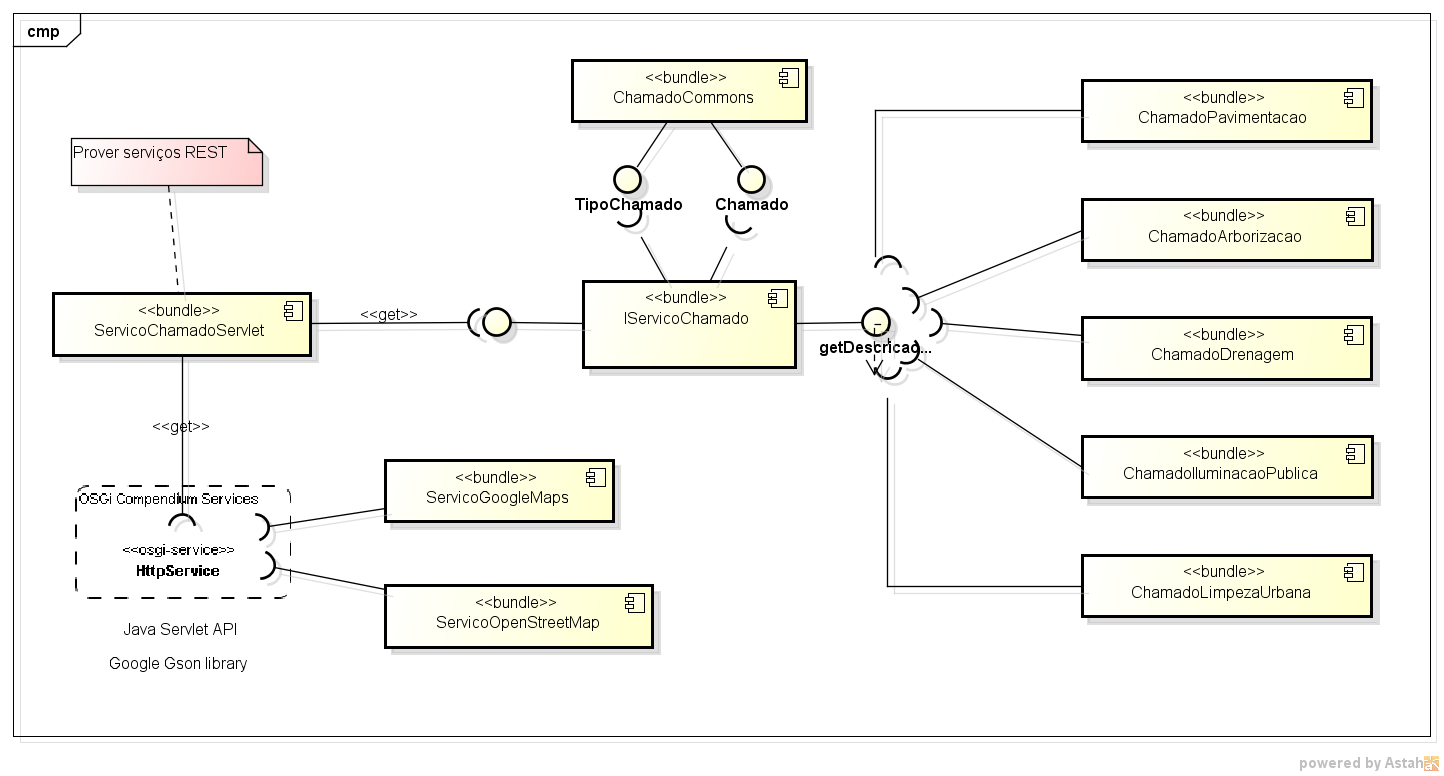 cmp
<<bundle>>
ChamadoCommons
<<bundle>>
ChamadoPavimentacao
Prover serviços REST
TipoChamado
Chamado
<<bundle>>
ChamadoArborizacao
<<bundle>>
ServicoChamadoServlet
<<get>>
<<bundle>>
IServicoChamado
getDescricao...
<<bundle>>
ChamadoDrenagem
<<get>>
<<bundle>>
ChamadoIluminacaoPublica
OSGi Compendium Services
<<osgi-service>>
HttpService
<<bundle>>
ServicoGoogleMaps
<<bundle>>
ServicoOpenStreetMap
<<bundle>>
ChamadoLimpezaUrbana
Java Servlet API
Google Gson library
powered by Astah